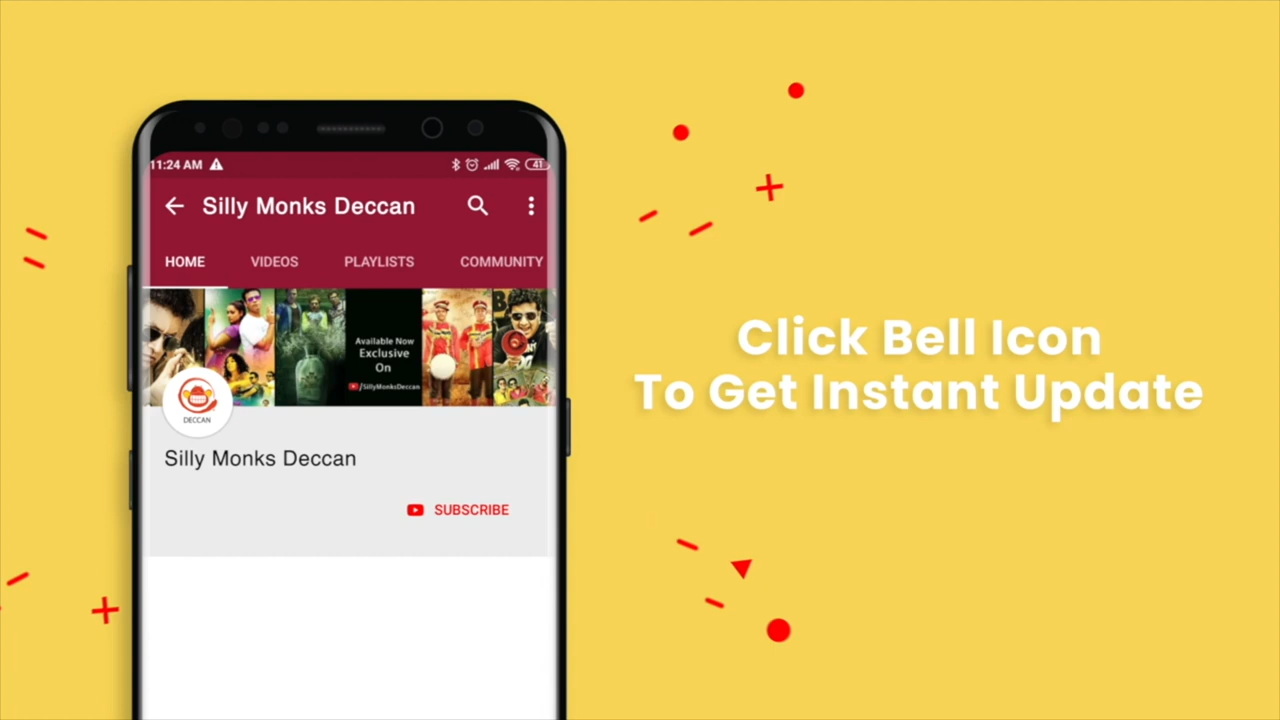 11:24 AM
41
Silly Monks Deccan
HOME VIDEOS PLAYLISTS COMMUNITY
Available Now
Exclusive
On
/SillyMonksDeccan
DECCAN
Silly Monks Deccan
SUBSCRIBE
Click Bell Icon
To Get Instant Update